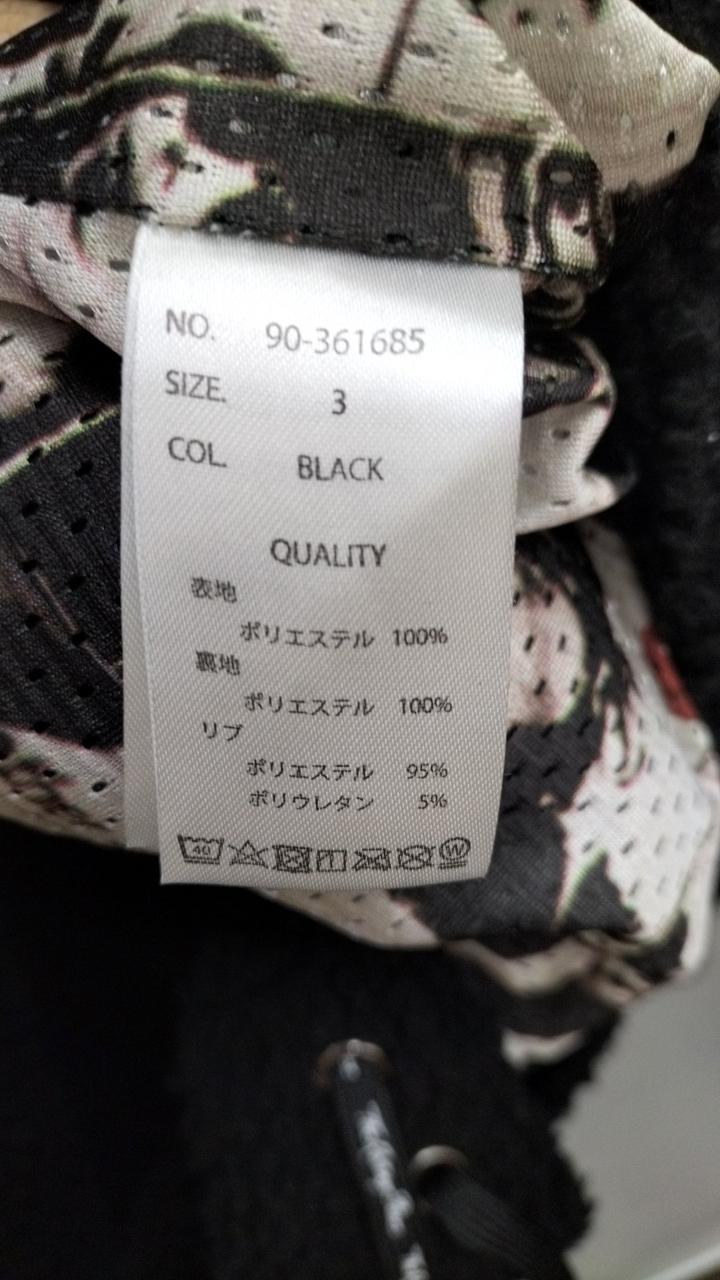 NO. 90-361685
SIZE. 3
COL. BLACK
QUALITY
表地
ポリエステル 100%
裏地
ポリエステル 100%
リブ
ポリエステル 95%
ポリウレタン 5%
40 W